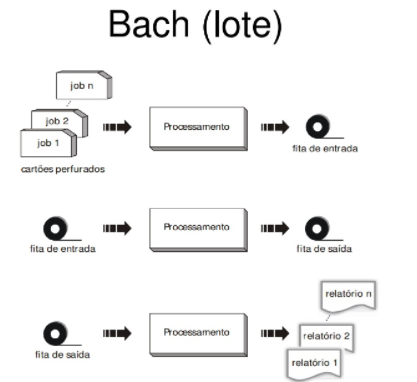 Bach (lote)
job n
job 2
job 1
cartões perfurados
Processamento
fita de entrada
fita de entrada
Processamento
fita de saída
fita de saída
Processamento
relatório n
relatório 2
relatório 1